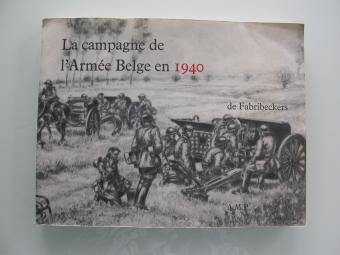 La campagne de
l'Armée Belge en 1940
de Fabribeckers
A.M.P.